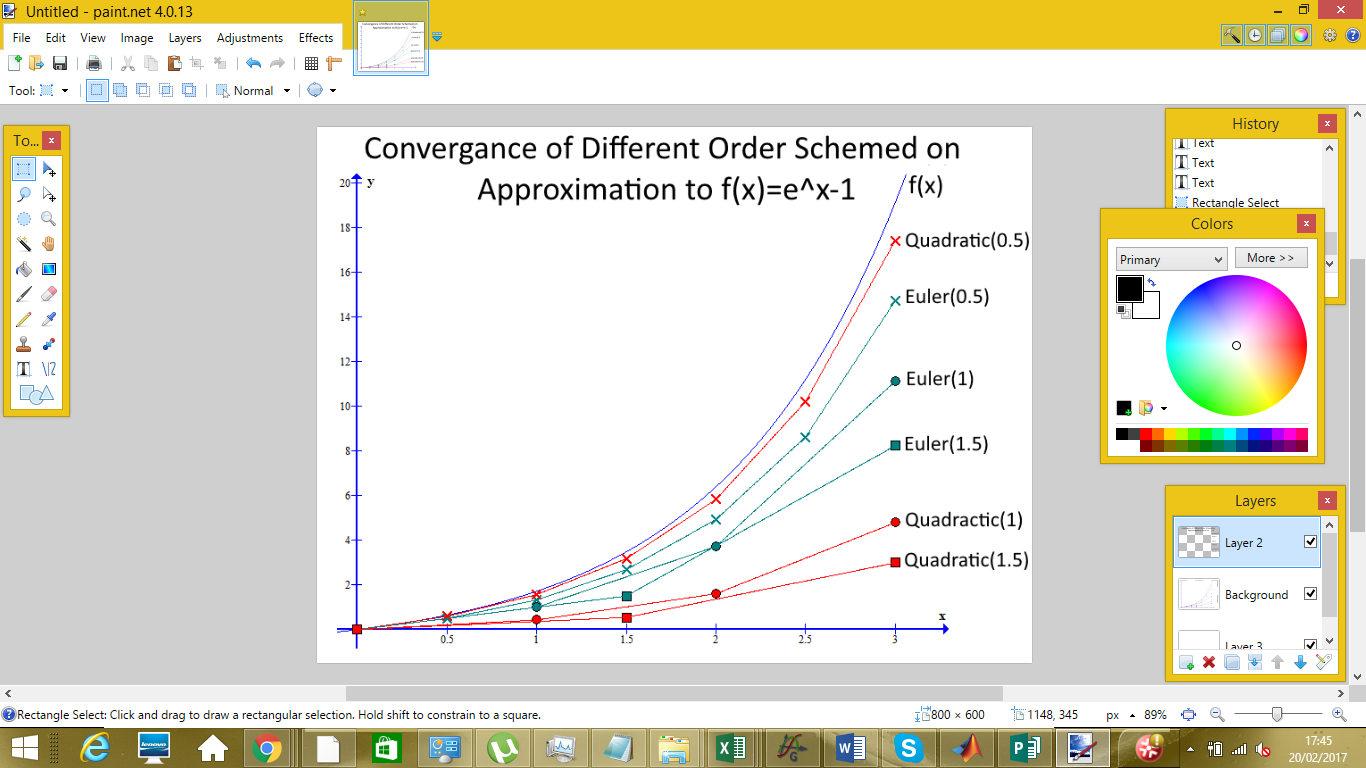 Untitled - paint.net 4.0.13
File Edit View Image Layers Adjustments Effects
Tool: Normal
To...
Convergance of Different Order Schemed on
Approximation to f(x)=e^x-1
y
20
18
16
14
12
10
8
6
4
2
f(x)
Quadratic(0.5)
Euler(0.5)
Euler(1)
Euler(1.5)
Quadractic(1)
Quadratic(1.5)
x
0.5 1 1.5 2 2.5 3
History
Text
Text
Text
Rectangle Select
Colors
Primary
More >>
Layers
Layer 2
Background
Layer 3
Rectangle Select: Click and drag to draw a rectangular selection. Hold shift to constrain to a square.
800 × 600
1148, 345
px
89%
lenovo
17:45
20/02/2017